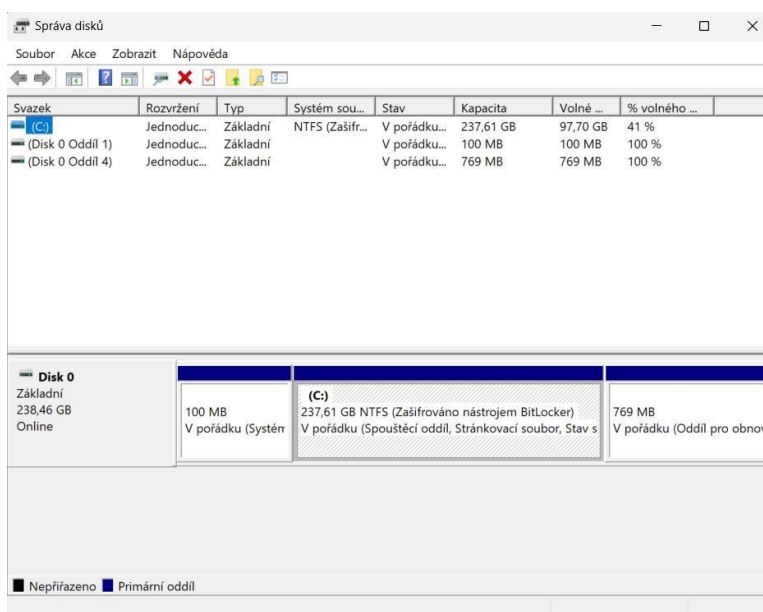 Správa disků
Soubor Akce Zobrazit Nápověda
Svazek Rozvržení Typ Systém sou... Stav Kapacita Volné ... % volného ...
(C:) Jednoduc... Základní NTFS (Zašifr... V pořádku... 237,61 GB 97,70 GB 41 %
(Disk 0 Oddíl 1) Jednoduc... Základní V pořádku... 100 MB 100 MB 100 %
(Disk 0 Oddíl 4) Jednoduc... Základní V pořádku... 769 MB 769 MB 100 %
Disk 0
Základní
238,46 GB
Online
100 MB
V pořádku (Systém
(C:)
237,61 GB NTFS (Zašifrováno nástrojem BitLocker)
V pořádku (Spouštěcí oddíl, Stránkovací soubor, Stav s
769 MB
V pořádku (Oddíl pro obnov
Nepřiřazeno Primární oddíl